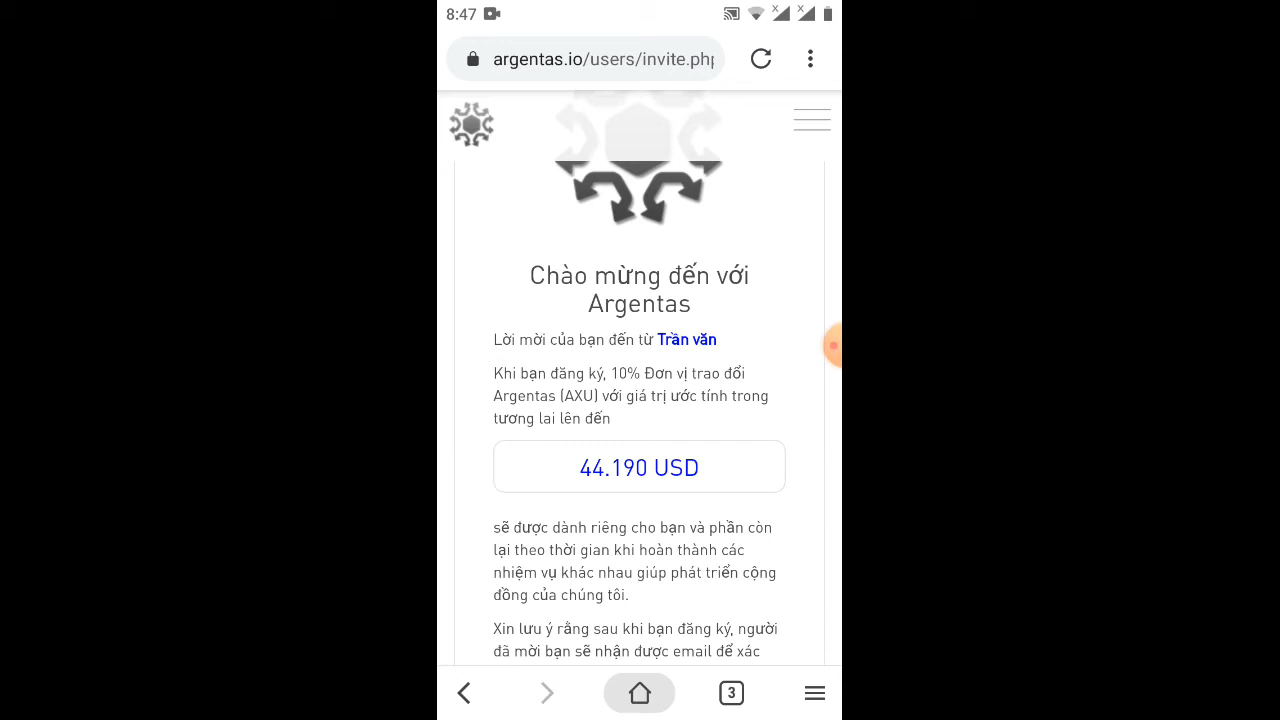 8:47
argentas.io/users/invite.php
Chào mừng đến với
Argentas
Lời mời của bạn đến từ Trần văn
Khi bạn đăng ký, 10% Đơn vị trao đổi
Argentas (AXU) với giá trị ước tính trong
tương lai lên đến
44.190 USD
sẽ được dành riêng cho bạn và phần còn
lại theo thời gian khi hoàn thành các
nhiệm vụ khác nhau giúp phát triển cộng
đồng của chúng tôi.
Xin lưu ý rằng sau khi bạn đăng ký, người
đã mời bạn sẽ nhận được email để xác
3